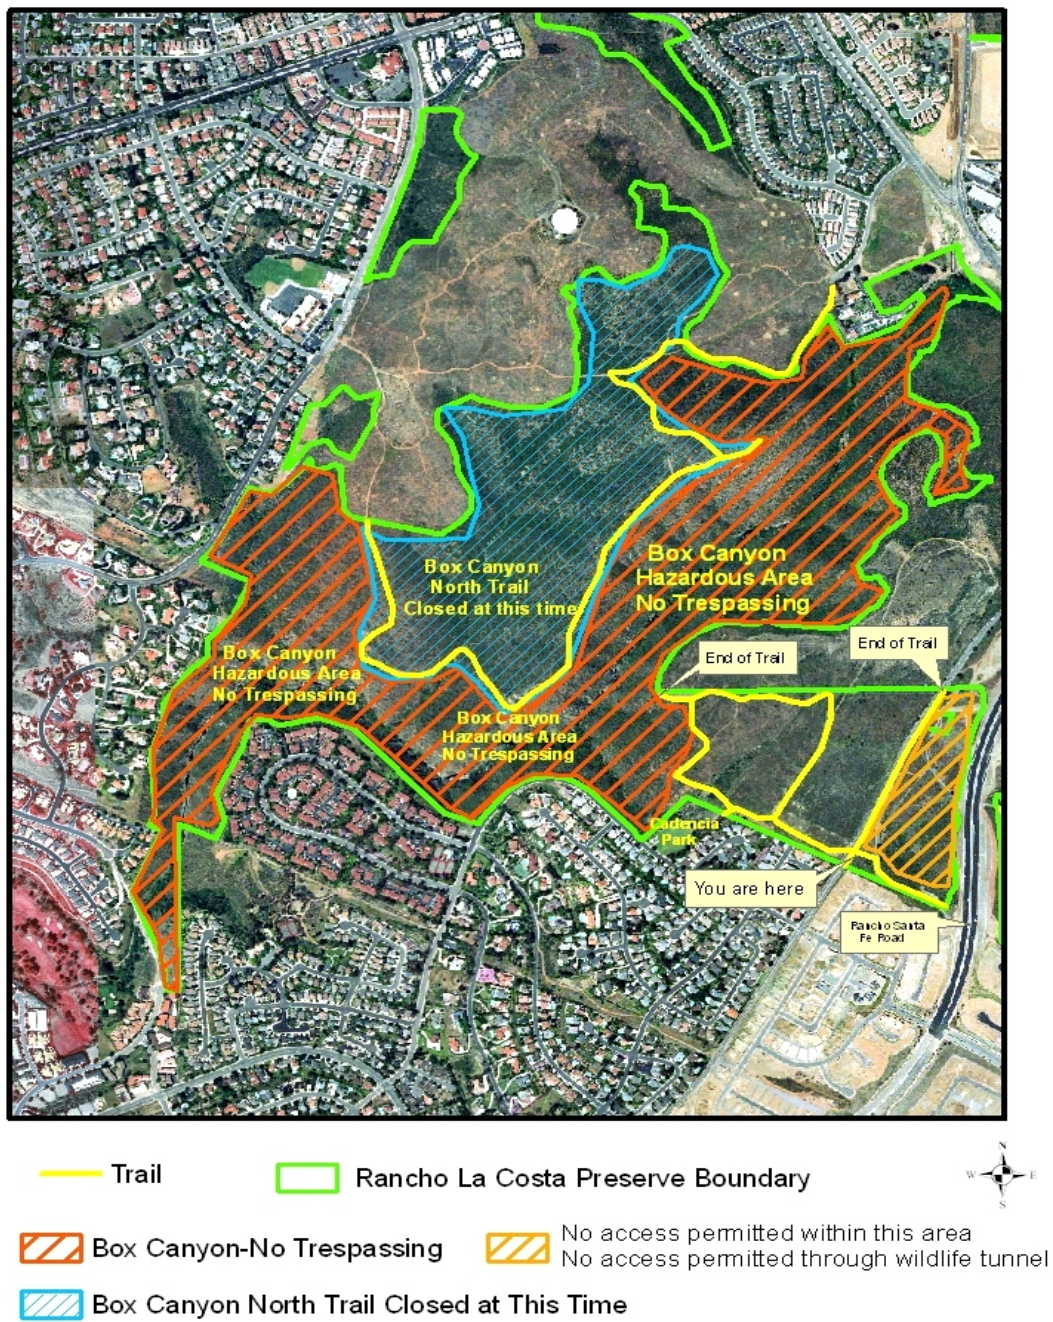 Box Canyon
North Trail
Closed at this time
Box Canyon
Hazardous Area
No Trespassing
Box Canyon
Hazardous Area
No Trespassing
End of Trail
End of Trail
Box Canyon
Hazardous Area
No Trespassing
Cadencia
Park
You are here
Rancho Santa
Fe Road
Trail
Rancho La Costa Preserve Boundary
N
W
E
S
Box Canyon-No Trespassing
No access permitted within this area
No access permitted through wildlife tunnel
Box Canyon North Trail Closed at This Time